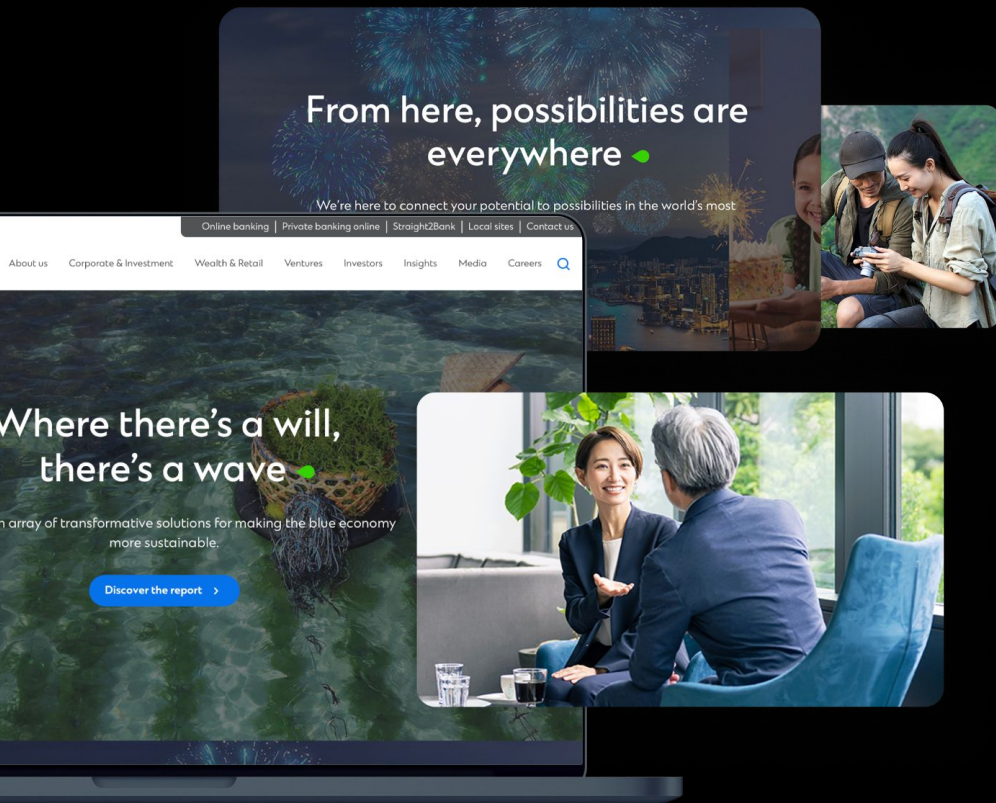 From here, possibilities are
everywhere
We're here to connect your potential to possibilities in the world's most
Online banking | Private banking online | Straight2Bank | Local sites | Contact us
About us Corporate & Investment Wealth & Retail Ventures Investors Insights Media Careers
Where there's a will,
there's a wave
array of transformative solutions for making the blue economy
more sustainable.
Discover the report